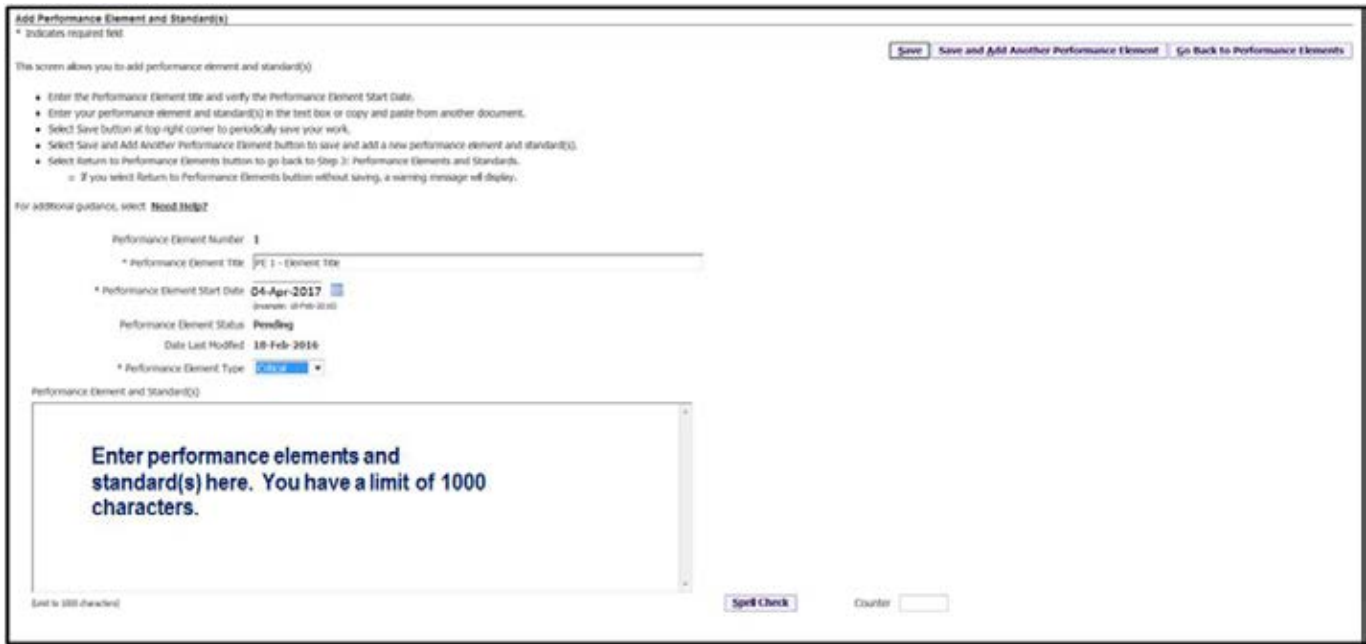 Add Performance Element and Standard(s)
* Indicates required field
Save Save and Add Another Performance Element Go Back to Performance Elements
This screen allows you to add performance element and standard(s)
• Enter the Performance Element title and verify the Performance Element Start Date.
• Enter your performance element and standard(s) in the text box or copy and paste from another document.
• Select Save button at top right corner to periodically save your work.
• Select Save and Add Another Performance Element button to save and add a new performance element and standard(s).
• Select Return to Performance Elements button to go back to Step 3: Performance Elements and Standards.
If you select Return to Performance Elements button without saving, a warning message will display.
For additional guidance, select Need Help?
Performance Element Number 1
* Performance Element Title PE 1 - Element Title
* Performance Element Start Date 04-Apr-2017
(example: 18-Feb-2016)
Performance Element Status Pending
Date Last Modified 18-Feb-2016
* Performance Element Type Critical
Performance Element and Standard(s)
Enter performance elements and
standard(s) here. You have a limit of 1000
characters.
(Limit to 1000 characters)
Spell Check Counter